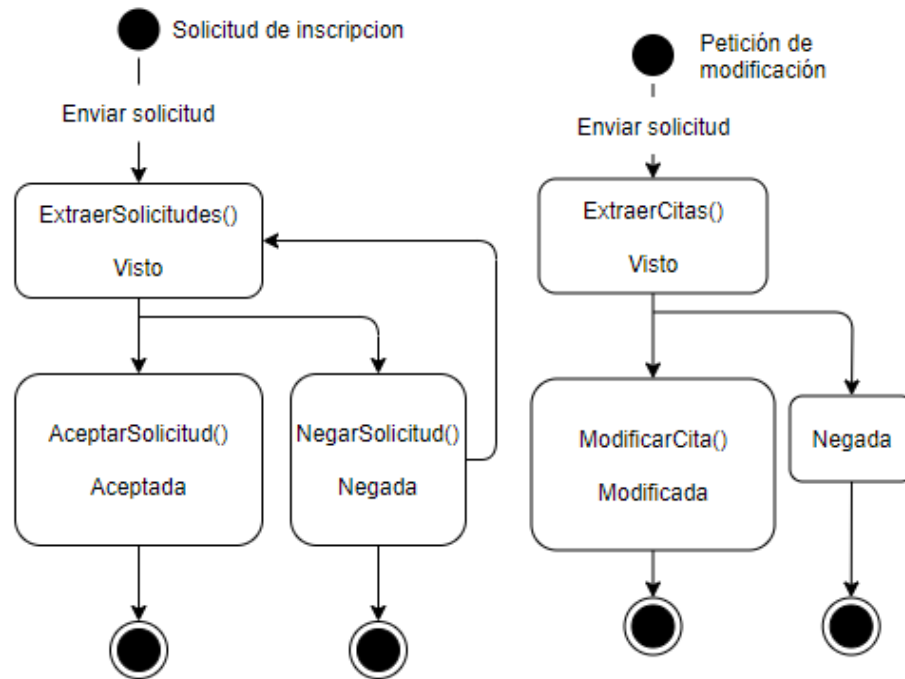 Solicitud de inscripcion
Enviar solicitud
ExtraerSolicitudes()
Visto
AceptarSolicitud()
Aceptada
NegarSolicitud()
Negada
Petición de
modificación
Enviar solicitud
ExtraerCitas()
Visto
ModificarCita()
Modificada
Negada